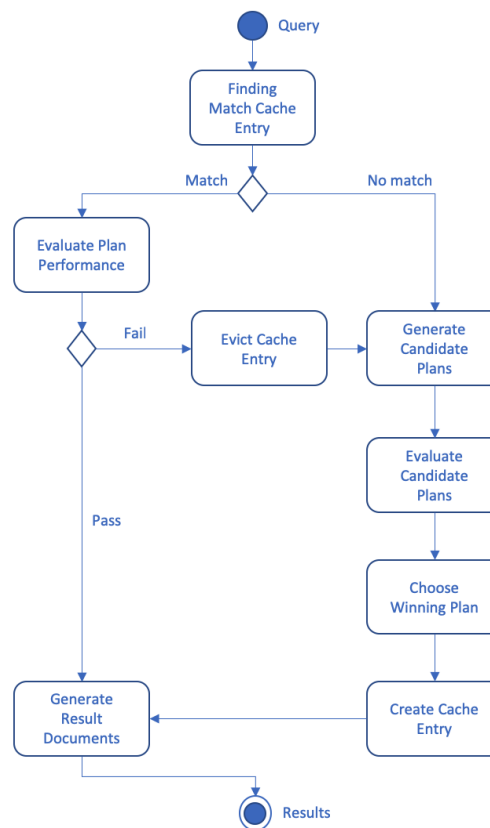 Query
Finding
Match Cache
Entry
Match
No match
Evaluate Plan
Performance
Fail
Evict Cache
Entry
Generate
Candidate
Plans
Evaluate
Candidate
Plans
Pass
Choose
Winning Plan
Generate
Result
Documents
Create Cache
Entry
Results